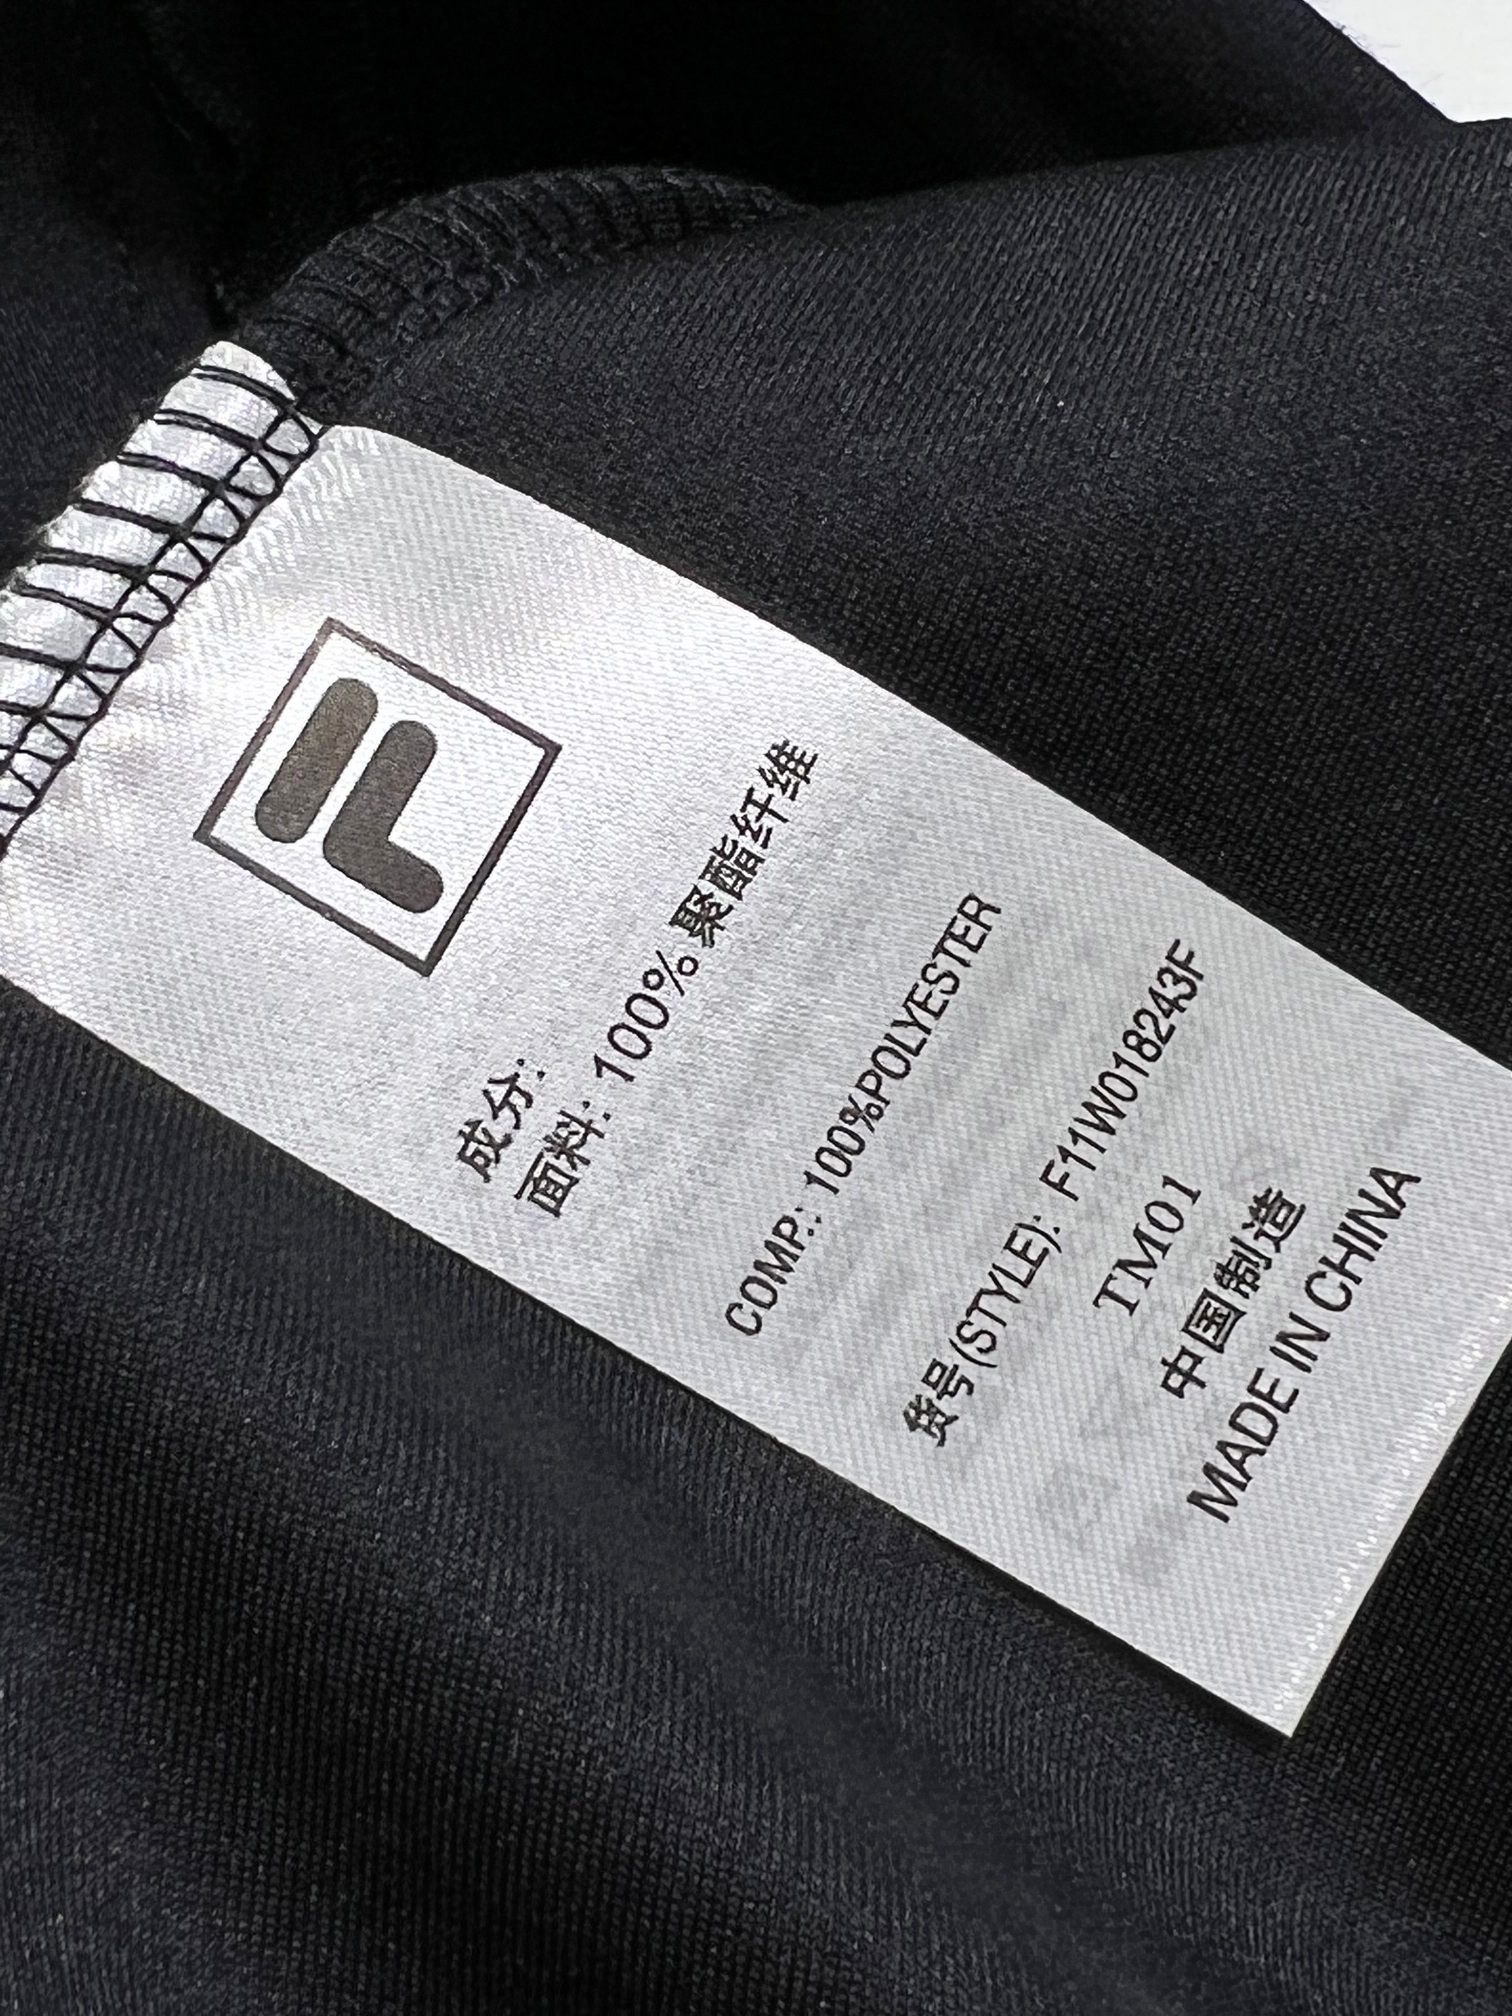 成分:
面料: 100% 聚酯纤维
COMP.: 100%POLYESTER
货号(STYLE): F11W018243F
TM01
中国制造
MADE IN CHINA